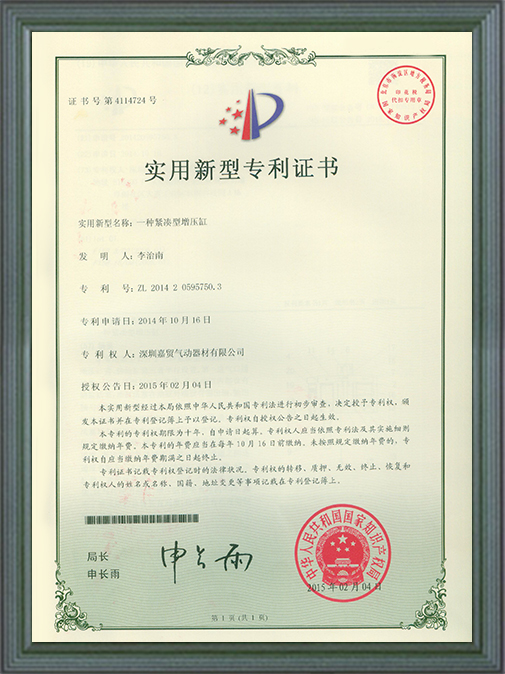 证书号第4114724号
印花税
代扣专用章
实用新型专利证书
实用新型名称：一种紧凑型增压缸
发 明 人：李治南
专 利 号：ZL 2014 2 0595750.3
专利申请日：2014年10月16日
专 利 权 人：深圳嘉贸气动器材有限公司
授权公告日：2015年02月04日
本实用新型经过本局依照中华人民共和国专利法进行初步审查，决定授予专利权，颁
发本证书并在专利登记簿上予以登记。专利权自授权公告之日起生效。
本专利的专利权期限为十年，自申请日起算。专利权人应当依照专利法及其实施细则
规定缴纳年费。本专利的年费应当在每年10月16日前缴纳。未按照规定缴纳年费的，专
利权自应当缴纳年费期满之日起终止。
专利证书记载专利权登记时的法律状况。专利权的转移、质押、无效、终止、恢复和
专利权人的姓名或名称、国籍、地址变更等事项记载在专利登记簿上。
局长
申长雨
申长雨
中华人民共和国国家知识产权局
2015年02月04日
第1页(共1页)